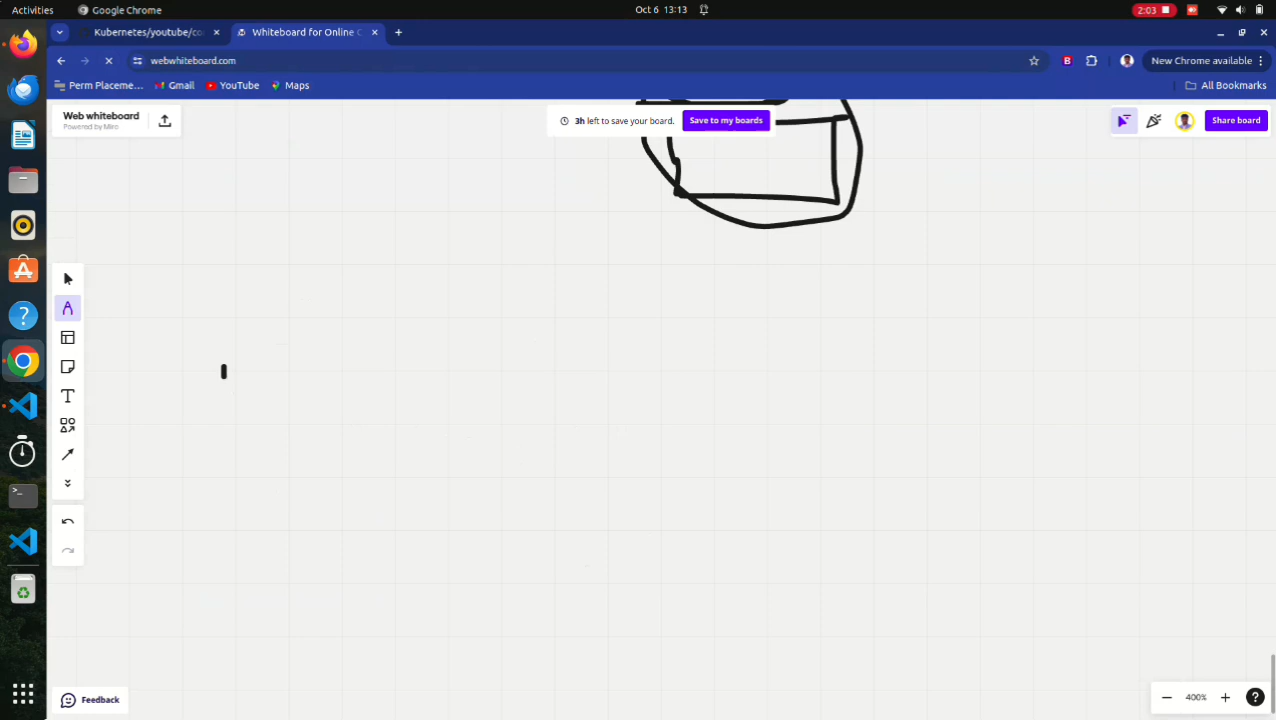 Activities
Google Chrome
Oct 6 13:13
2:03
Kubernetes/youtube/co
Whiteboard for Online C
webwhiteboard.com
New Chrome available
Perm Placeme...
Gmail
YouTube
Maps
All Bookmarks
Web whiteboard
Powered by Miro
3h left to save your board.
Save to my boards
Share board
Feedback
400%